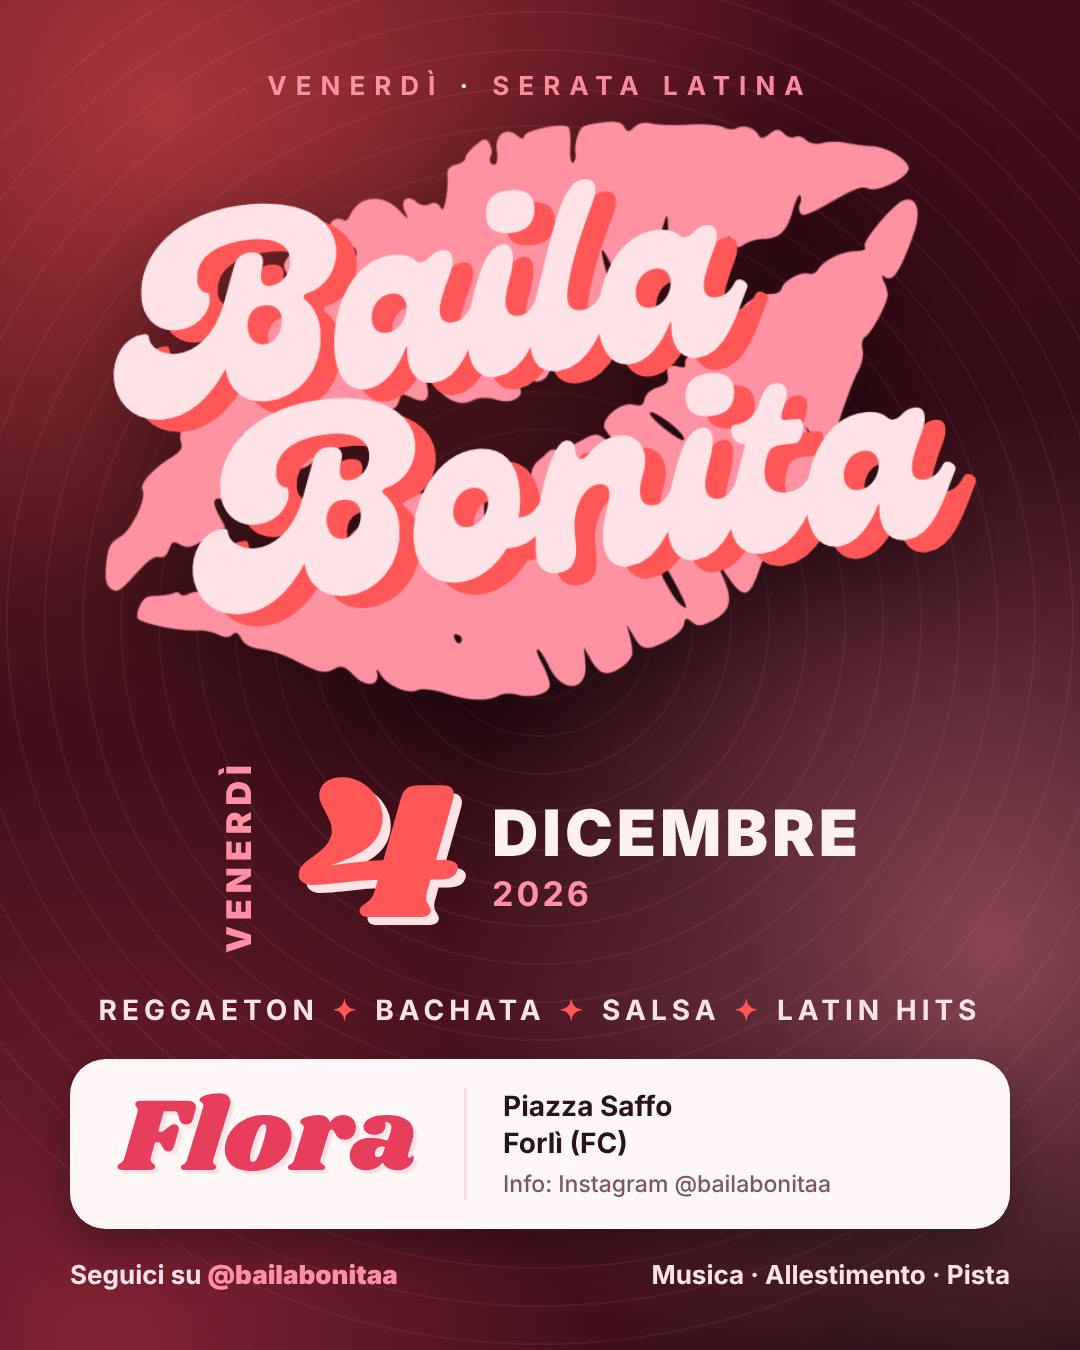 VENERDÌ · SERATA LATINA
Baila
Bonita
VENERDÌ
4
DICEMBRE
2026
REGGAETON ✦ BACHATA ✦ SALSA ✦ LATIN HITS
Flora
Piazza Saffo
Forlì (FC)
Info: Instagram @bailabonitaa
Seguici su @bailabonitaa
Musica · Allestimento · Pista